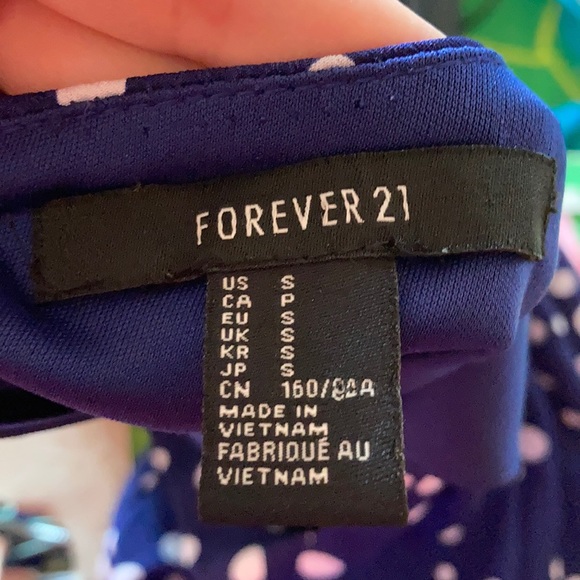 FOREVER 21
US S
CA P
EU S
UK S
KR S
JP S
CN 160/84A
MADE IN
VIETNAM
FABRIQUÉ AU
VIETNAM